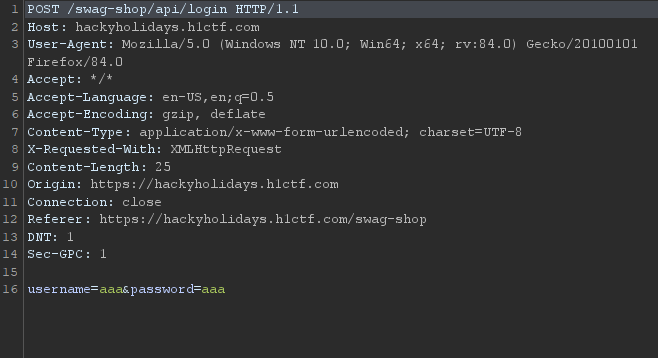 1 POST /swag-shop/api/login HTTP/1.1
2 Host: hackyholidays.h1ctf.com
3 User-Agent: Mozilla/5.0 (Windows NT 10.0; Win64; x64; rv:84.0) Gecko/20100101
Firefox/84.0
4 Accept: */*
5 Accept-Language: en-US,en;q=0.5
6 Accept-Encoding: gzip, deflate
7 Content-Type: application/x-www-form-urlencoded; charset=UTF-8
8 X-Requested-With: XMLHttpRequest
9 Content-Length: 25
10 Origin: https://hackyholidays.h1ctf.com
11 Connection: close
12 Referer: https://hackyholidays.h1ctf.com/swag-shop
13 DNT: 1
14 Sec-GPC: 1
15
16 username=aaa&password=aaa